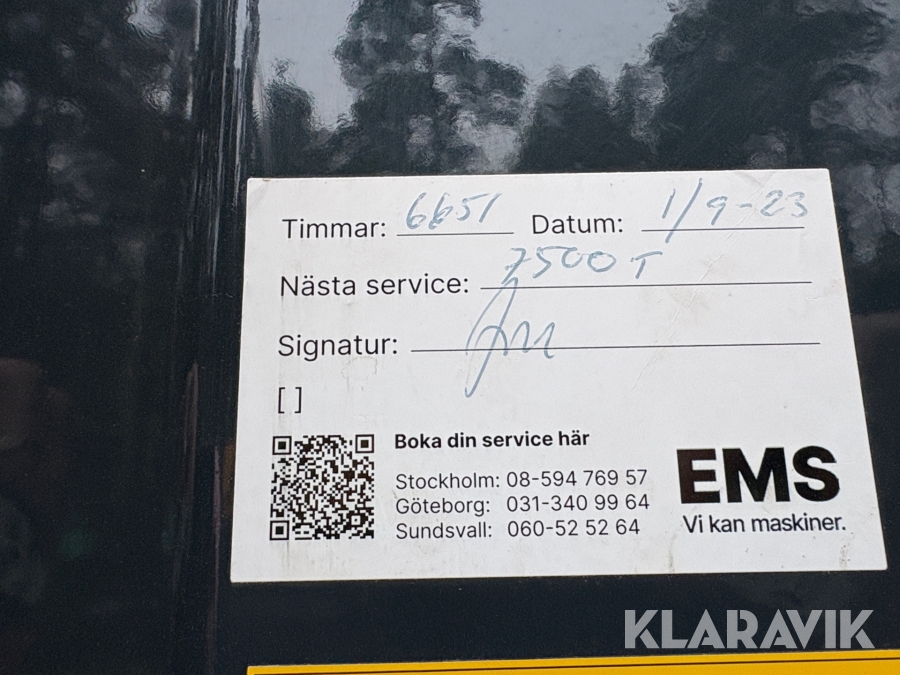 Timmar: 6651 Datum: 1/9-23
Nästa service: 7500 T
Signatur:
[ ]
Boka din service här
Stockholm: 08-594 769 57
Göteborg: 031-340 99 64
Sundsvall: 060-52 52 64
EMS
Vi kan maskiner.
KLARAVIK